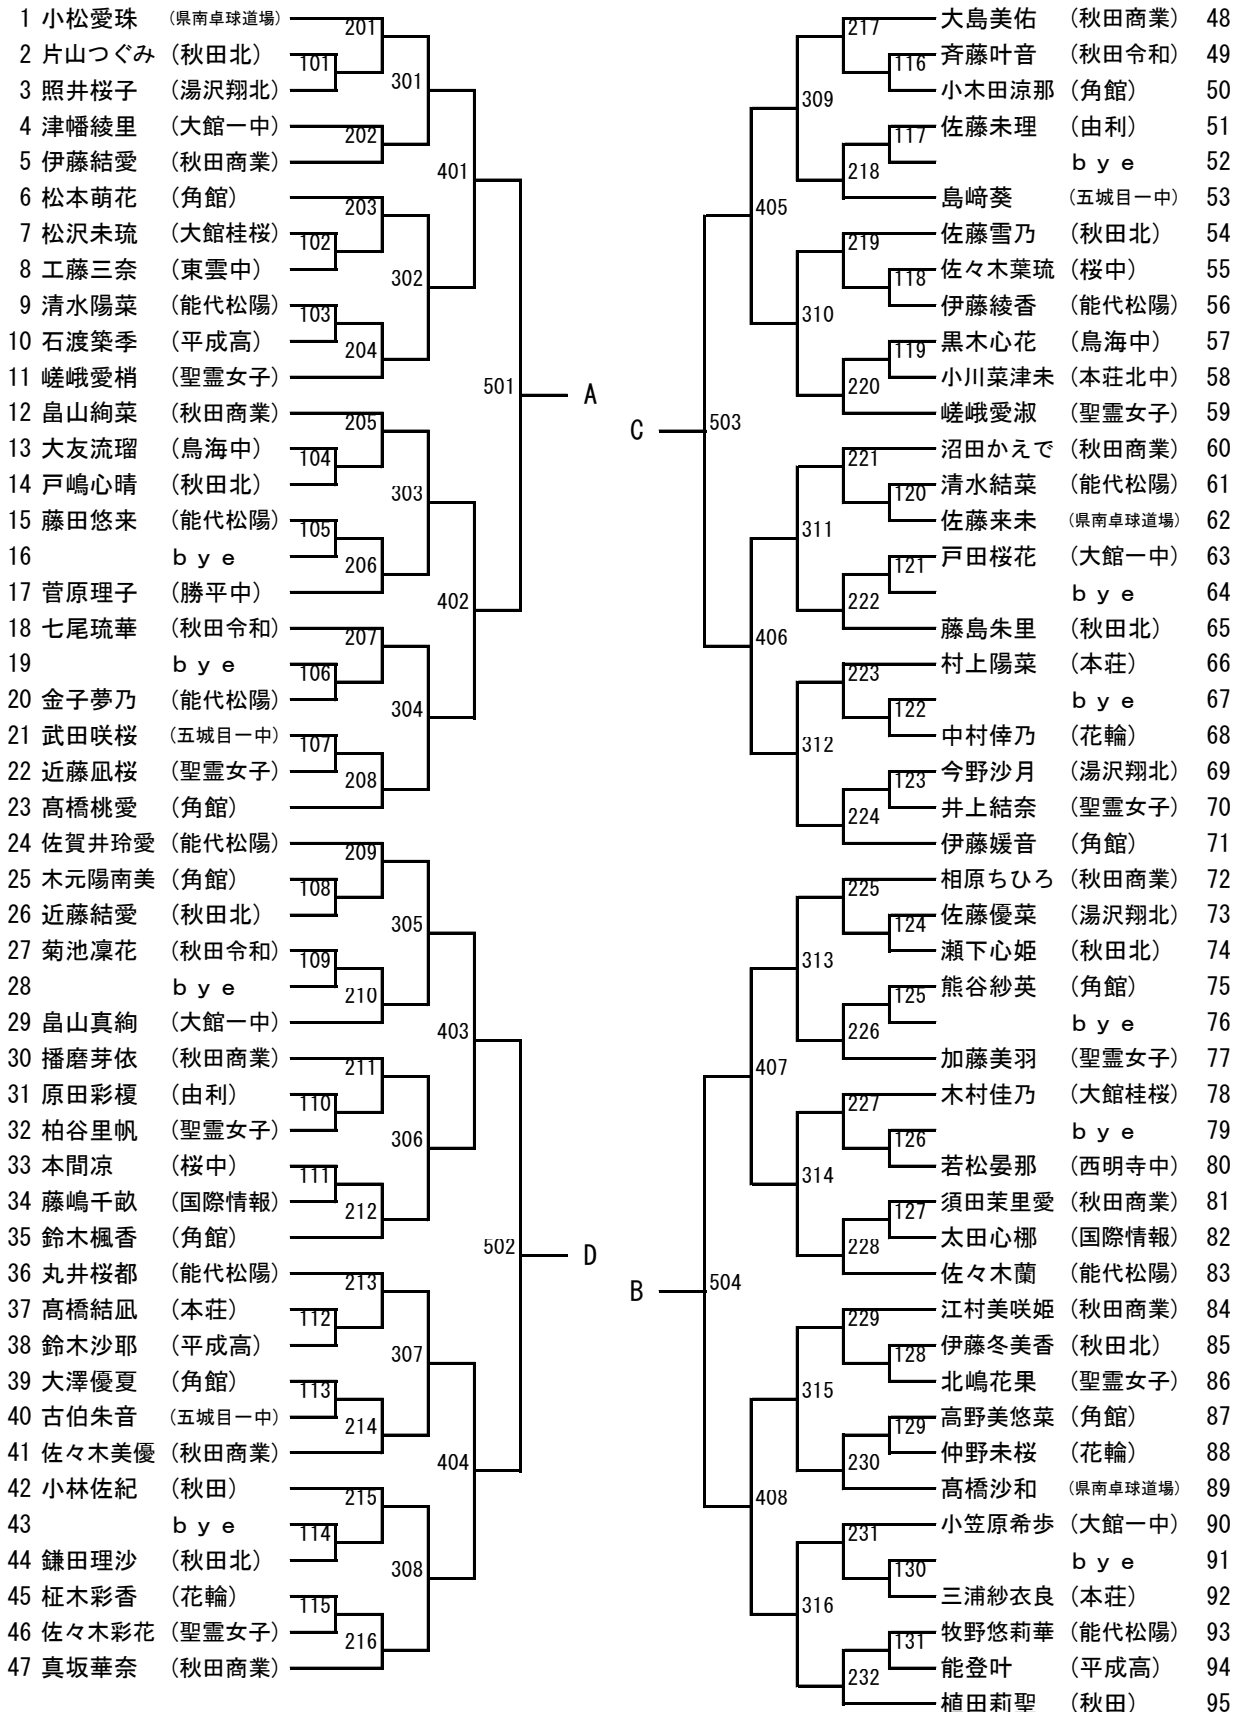 1 小松愛珠 （県南卓球道場）
2 片山つぐみ （秋田北）
3 照井桜子 （湯沢翔北）
4 津幡綾里 （大館一中）
5 伊藤結愛 （秋田商業）
6 松本萌花 （角館）
7 松沢未琉 （大館桂桜）
8 工藤三奈 （東雲中）
9 清水陽菜 （能代松陽）
10 石渡築季 （平成高）
11 嵯峨愛梢 （聖霊女子）
12 畠山絢菜 （秋田商業）
13 大友流瑠 （鳥海中）
14 戸嶋心晴 （秋田北）
15 藤田悠来 （能代松陽）
16 ｂｙｅ
17 菅原理子 （勝平中）
18 七尾琉華 （秋田令和）
19 ｂｙｅ
20 金子夢乃 （能代松陽）
21 武田咲桜 （五城目一中）
22 近藤凪桜 （聖霊女子）
23 髙橋桃愛 （角館）
24 佐賀井玲愛 （能代松陽）
25 木元陽南美 （角館）
26 近藤結愛 （秋田北）
27 菊池凜花 （秋田令和）
28 ｂｙｅ
29 畠山真絢 （大館一中）
30 播磨芽依 （秋田商業）
31 原田彩榎 （由利）
32 柏谷里帆 （聖霊女子）
33 本間凉 （桜中）
34 藤嶋千畝 （国際情報）
35 鈴木楓香 （角館）
36 丸井桜都 （能代松陽）
37 髙橋結凪 （本荘）
38 鈴木沙耶 （平成高）
39 大澤優夏 （角館）
40 古伯朱音 （五城目一中）
41 佐々木美優 （秋田商業）
42 小林佐紀 （秋田）
43 ｂｙｅ
44 鎌田理沙 （秋田北）
45 柾木彩香 （花輪）
46 佐々木彩花 （聖霊女子）
47 真坂華奈 （秋田商業）
101
102
103
104
105
106
107
108
109
110
111
112
113
114
115
201
202
203
204
205
206
207
208
209
210
211
212
213
214
215
216
301
302
303
304
305
306
307
308
401
402
403
404
501
502
A
D
C
B
503
504
405
406
407
408
309
310
311
312
313
314
315
316
217
218
219
220
221
222
223
224
225
226
227
228
229
230
231
232
116
117
118
119
120
121
122
123
124
125
126
127
128
129
130
131
大島美佑 （秋田商業） 48
斉藤叶音 （秋田令和） 49
小木田涼那 （角館） 50
佐藤未理 （由利） 51
ｂｙｅ 52
島﨑葵 （五城目一中） 53
佐藤雪乃 （秋田北） 54
佐々木葉琉 （桜中） 55
伊藤綾香 （能代松陽） 56
黒木心花 （鳥海中） 57
小川菜津未 （本荘北中） 58
嵯峨愛淑 （聖霊女子） 59
沼田かえで （秋田商業） 60
清水結菜 （能代松陽） 61
佐藤来未 （県南卓球道場） 62
戸田桜花 （大館一中） 63
ｂｙｅ 64
藤島朱里 （秋田北） 65
村上陽菜 （本荘） 66
ｂｙｅ 67
中村倖乃 （花輪） 68
今野沙月 （湯沢翔北） 69
井上結奈 （聖霊女子） 70
伊藤媛音 （角館） 71
相原ちひろ （秋田商業） 72
佐藤優菜 （湯沢翔北） 73
瀬下心姫 （秋田北） 74
熊谷紗英 （角館） 75
ｂｙｅ 76
加藤美羽 （聖霊女子） 77
木村佳乃 （大館桂桜） 78
ｂｙｅ 79
若松晏那 （西明寺中） 80
須田茉里愛 （秋田商業） 81
太田心梛 （国際情報） 82
佐々木蘭 （能代松陽） 83
江村美咲姫 （秋田商業） 84
伊藤冬美香 （秋田北） 85
北嶋花果 （聖霊女子） 86
高野美悠菜 （角館） 87
仲野未桜 （花輪） 88
髙橋沙和 （県南卓球道場） 89
小笠原希歩 （大館一中） 90
ｂｙｅ 91
三浦紗衣良 （本荘） 92
牧野悠莉華 （能代松陽） 93
能登叶 （平成高） 94
植田莉聖 （秋田） 95